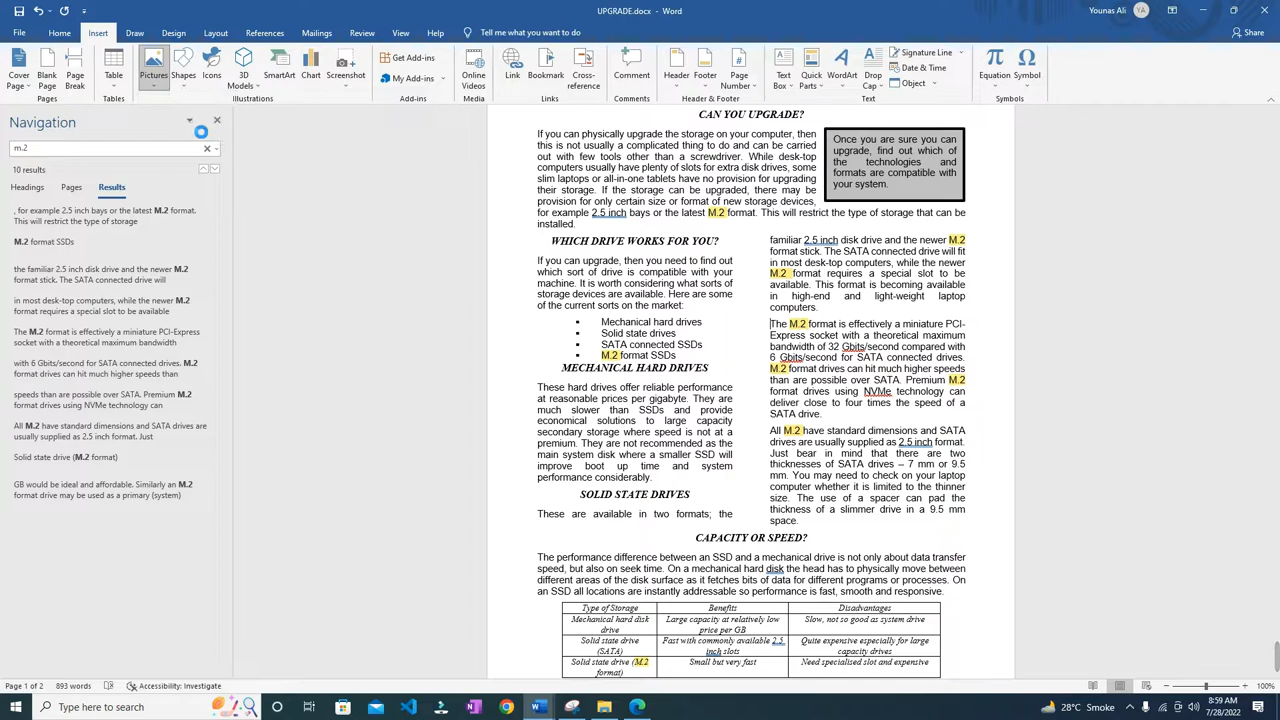 UPGRADE.docx - Word
Younas Ali
YA
File
Home
Insert
Draw
Design
Layout
References
Mailings
Review
View
Help
Tell me what you want to do
Share
Cover Page
Blank Page
Page Break
Table
Pictures
Shapes
Icons
3D Models
SmartArt
Chart
Screenshot
Get Add-ins
My Add-ins
Online Videos
Link
Bookmark
Cross-reference
Comment
Header
Footer
Page Number
Text Box
Quick Parts
WordArt
Drop Cap
Signature Line
Date & Time
Object
Equation
Symbol
Pages
Tables
Illustrations
Add-ins
Media
Links
Comments
Header & Footer
Text
Symbols
Navigation
m.2
10 results
Headings
Pages
Results
, for example 2.5 inch bays or the latest M.2 format.
This will restrict the type of storage
M.2 format SSDs
the familiar 2.5 inch disk drive and the newer M.2
format stick. The SATA connected drive will
in most desk-top computers, while the newer M.2
format requires a special slot to be available
The M.2 format is effectively a miniature PCI-Express
socket with a theoretical maximum bandwidth
with 6 Gbits/second for SATA connected drives. M.2
format drives can hit much higher speeds than
speeds than are possible over SATA. Premium M.2
format drives using NVMe technology can
All M.2 have standard dimensions and SATA drives are
usually supplied as 2.5 inch format. Just
Solid state drive (M.2 format)
GB would be ideal and affordable. Similarly an M.2
format drive may be used as a primary (system)
CAN YOU UPGRADE?
If you can physically upgrade the storage on your computer, then
this is not usually a complicated thing to do and can be carried
out with few tools other than a screwdriver. While desk-top
computers usually have plenty of slots for extra disk drives, some
slim laptops or all-in-one tablets have no provision for upgrading
their storage. If the storage can be upgraded, there may be
provision for only certain size or format of new storage devices,
for example 2.5 inch bays or the latest M.2 format. This will restrict the type of storage that can be
installed.
Once you are sure you can
upgrade, find out which of
the technologies and
formats are compatible with
your system.
WHICH DRIVE WORKS FOR YOU?
If you can upgrade, then you need to find out
which sort of drive is compatible with your
machine. It is worth considering what sorts of
storage devices are available. Here are some
of the current sorts on the market:
▪ Mechanical hard drives
▪ Solid state drives
▪ SATA connected SSDs
▪ M.2 format SSDs
MECHANICAL HARD DRIVES
These hard drives offer reliable performance
at reasonable prices per gigabyte. They are
much slower than SSDs and provide
economical solutions to large capacity
secondary storage where speed is not at a
premium. They are not recommended as the
main system disk where a smaller SSD will
improve boot up time and system
performance considerably.
SOLID STATE DRIVES
These are available in two formats; the
familiar 2.5 inch disk drive and the newer M.2
format stick. The SATA connected drive will fit
in most desk-top computers, while the newer
M.2 format requires a special slot to be
available. This format is becoming available
in high-end and light-weight laptop
computers.
The M.2 format is effectively a miniature PCI-
Express socket with a theoretical maximum
bandwidth of 32 Gbits/second compared with
6 Gbits/second for SATA connected drives.
M.2 format drives can hit much higher speeds
than are possible over SATA. Premium M.2
format drives using NVMe technology can
deliver close to four times the speed of a
SATA drive.
All M.2 have standard dimensions and SATA
drives are usually supplied as 2.5 inch format.
Just bear in mind that there are two
thicknesses of SATA drives – 7 mm or 9.5
mm. You may need to check on your laptop
computer whether it is limited to the thinner
size. The use of a spacer can pad the
thickness of a slimmer drive in a 9.5 mm
space.
CAPACITY OR SPEED?
The performance difference between an SSD and a mechanical drive is not only about data transfer
speed, but also on seek time. On a mechanical hard disk the head has to physically move between
different areas of the disk surface as it fetches bits of data for different programs or processes. On
an SSD all locations are instantly addressable so performance is fast, smooth and responsive.
Type of Storage
Benefits
Disadvantages
Mechanical hard disk drive
Large capacity at relatively low price per GB
Slow, not so good as system drive
Solid state drive (SATA)
Fast with commonly available 2.5 inch slots
Quite expensive especially for large capacity drives
Solid state drive (M.2 format)
Small but very fast
Need specialised slot and expensive
Page 1 of 2
893 words
Accessibility: Investigate
100%
Type here to search
28°C Smoke
8:59 AM
7/28/2022